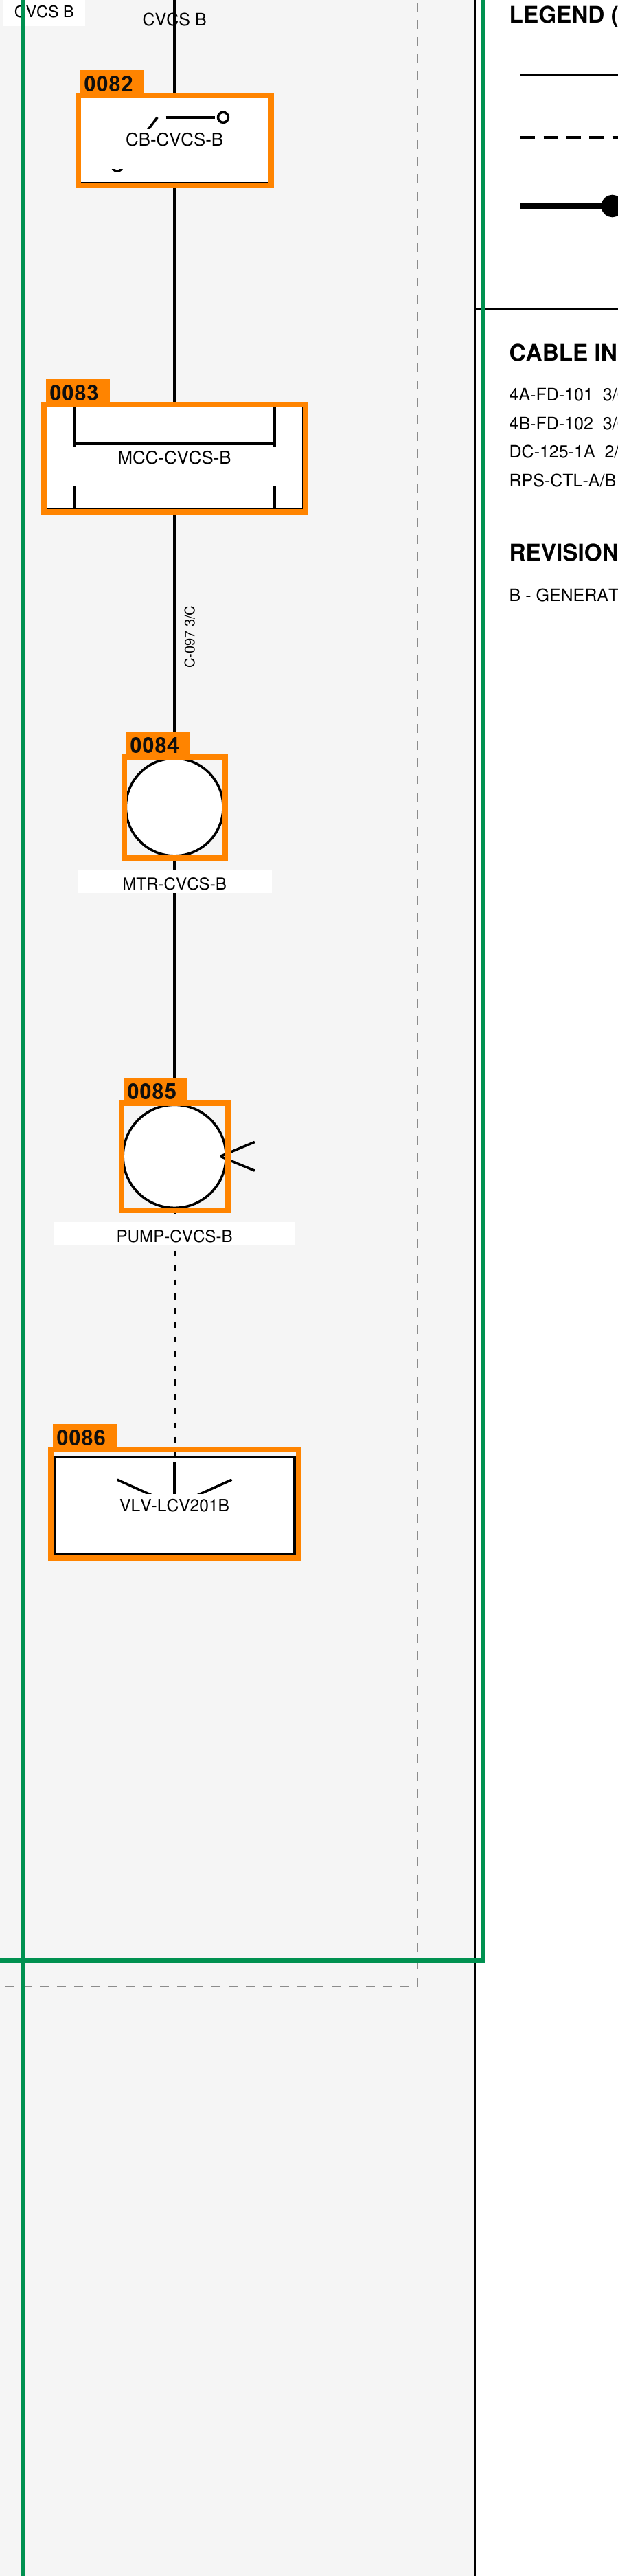 CVCS B
CVCS B
0082
CB-CVCS-B
0083
MCC-CVCS-B
C-097 3/C
0084
MTR-CVCS-B
0085
PUMP-CVCS-B
0086
VLV-LCV201B
LEGEND (
CABLE IN
4A-FD-101 3/
4B-FD-102 3/
DC-125-1A 2/
RPS-CTL-A/B
REVISION
B - GENERAT